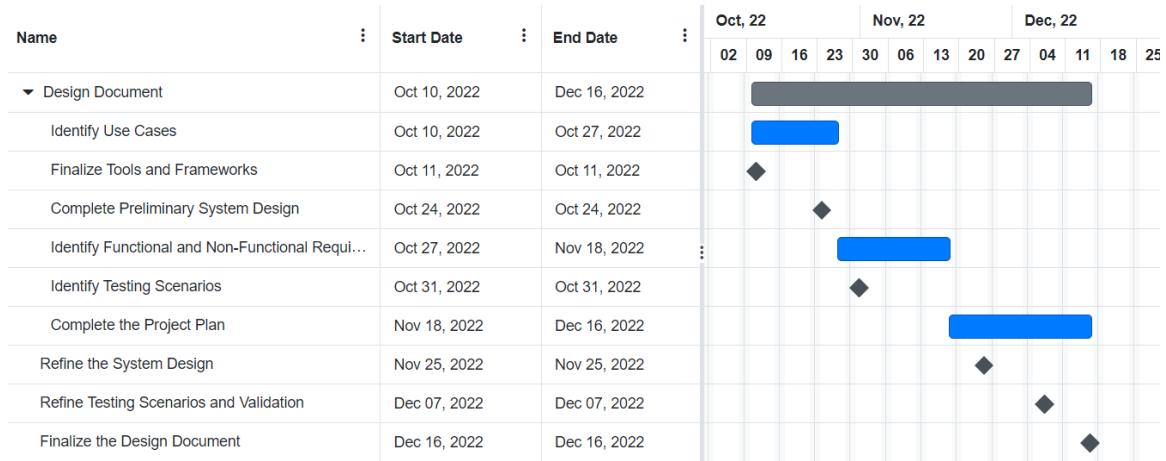 Name Start Date End Date Oct, 22 Nov, 22 Dec, 22
02 09 16 23 30 06 13 20 27 04 11 18 25
Design Document Oct 10, 2022 Dec 16, 2022
Identify Use Cases Oct 10, 2022 Oct 27, 2022
Finalize Tools and Frameworks Oct 11, 2022 Oct 11, 2022
Complete Preliminary System Design Oct 24, 2022 Oct 24, 2022
Identify Functional and Non-Functional Requi... Oct 27, 2022 Nov 18, 2022
Identify Testing Scenarios Oct 31, 2022 Oct 31, 2022
Complete the Project Plan Nov 18, 2022 Dec 16, 2022
Refine the System Design Nov 25, 2022 Nov 25, 2022
Refine Testing Scenarios and Validation Dec 07, 2022 Dec 07, 2022
Finalize the Design Document Dec 16, 2022 Dec 16, 2022